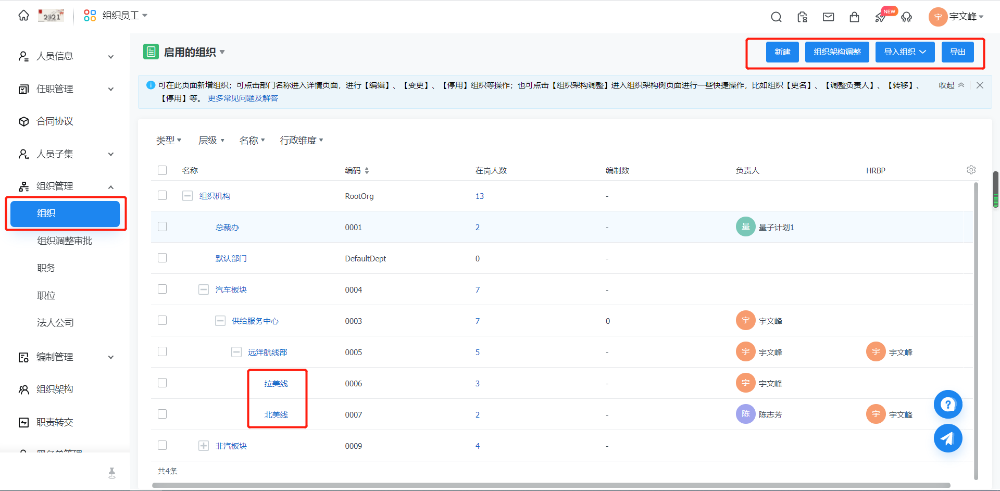 2021
组织员工
NEW
宇 宇文峰
人员信息
任职管理
合同协议
人员子集
组织管理
组织
组织调整审批
职务
职位
法人公司
编制管理
组织架构
职责转交
黑名单管理
启用的组织
新建 组织架构调整 导入组织 导出
可在此页面新增组织；可点击部门名称进入详情页面，进行【编辑】、【变更】、【停用】组织等操作；也可点击【组织架构调整】进入组织架构树页面进行一些快捷操作，比如组织【更名】、【调整负责人】、【转移】、 收起
【停用】等。 更多常见问题及解答
类型 层级 名称 行政维度
名称 编码 在岗人数 编制数 负责人 HRBP
组织机构 RootOrg 13 -
总裁办 0001 2 - 量 量子计划1
默认部门 DefaultDept 0 -
汽车板块 0004 7 -
供给服务中心 0003 7 0 宇 宇文峰
远洋航线部 0005 5 - 宇 宇文峰 宇 宇文峰
拉美线 0006 3 - 宇 宇文峰
北美线 0007 2 - 陈 陈志芳 宇 宇文峰
非汽板块 0009 4 -
共4条